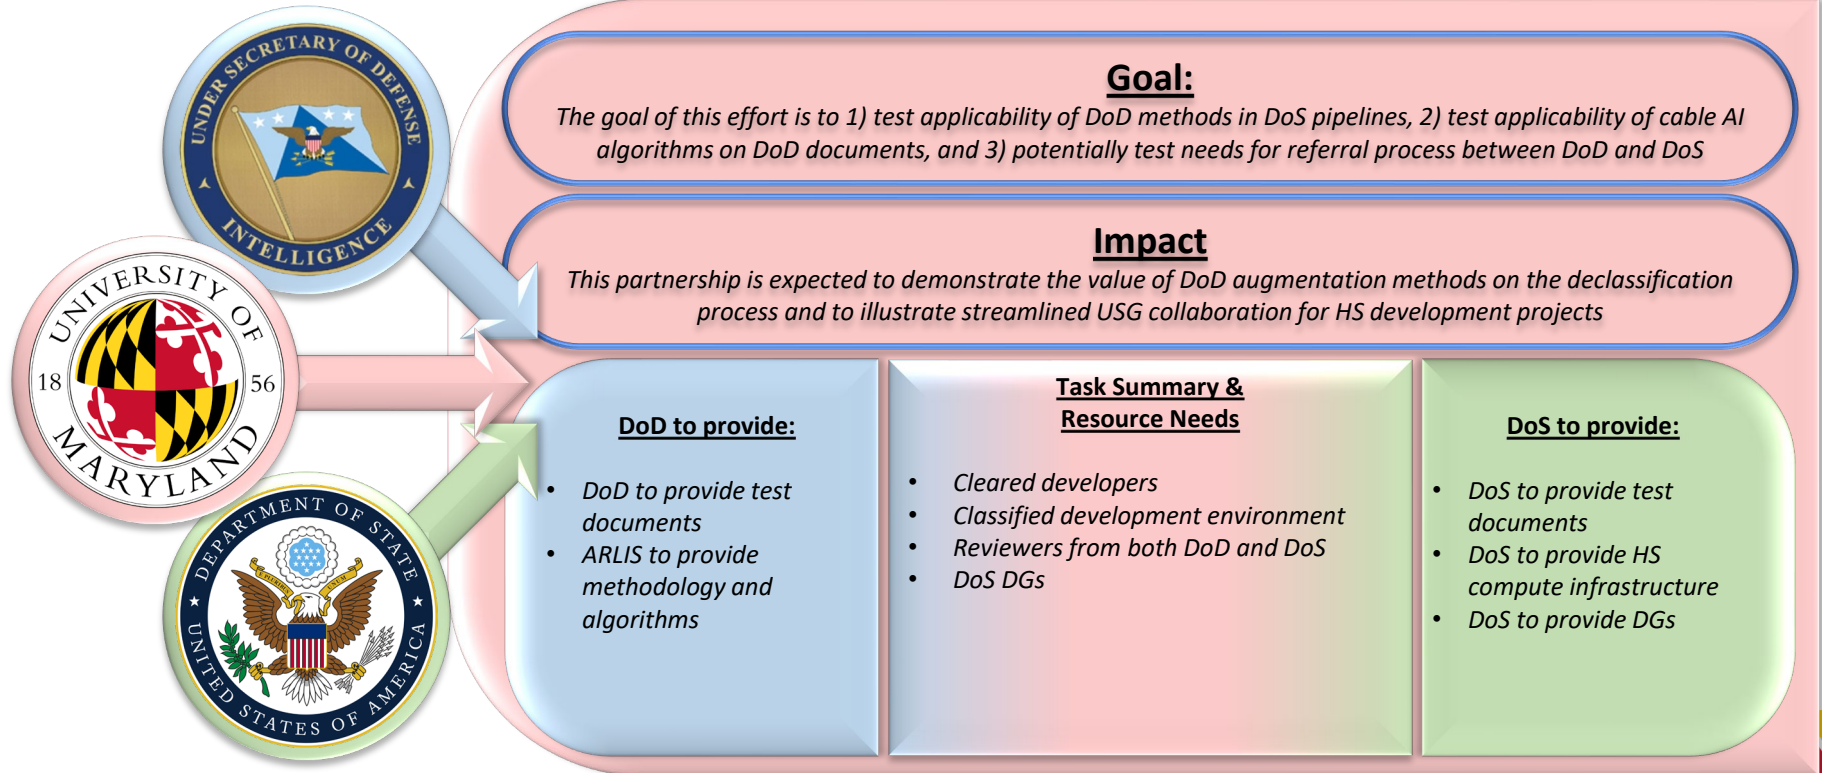 UNDER SECRETARY OF DEFENSE
INTELLIGENCE
UNIVERSITY OF
18 56
MARYLAND
DEPARTMENT OF STATE
E PLURIBUS UNUM
UNITED STATES OF AMERICA
Goal:
The goal of this effort is to 1) test applicability of DoD methods in DoS pipelines, 2) test applicability of cable AI
algorithms on DoD documents, and 3) potentially test needs for referral process between DoD and DoS
Impact
This partnership is expected to demonstrate the value of DoD augmentation methods on the declassification
process and to illustrate streamlined USG collaboration for HS development projects
DoD to provide:
• DoD to provide test
documents
• ARLIS to provide
methodology and
algorithms
Task Summary &
Resource Needs
• Cleared developers
• Classified development environment
• Reviewers from both DoD and DoS
• DoS DGs
DoS to provide:
• DoS to provide test
documents
• DoS to provide HS
compute infrastructure
• DoS to provide DGs